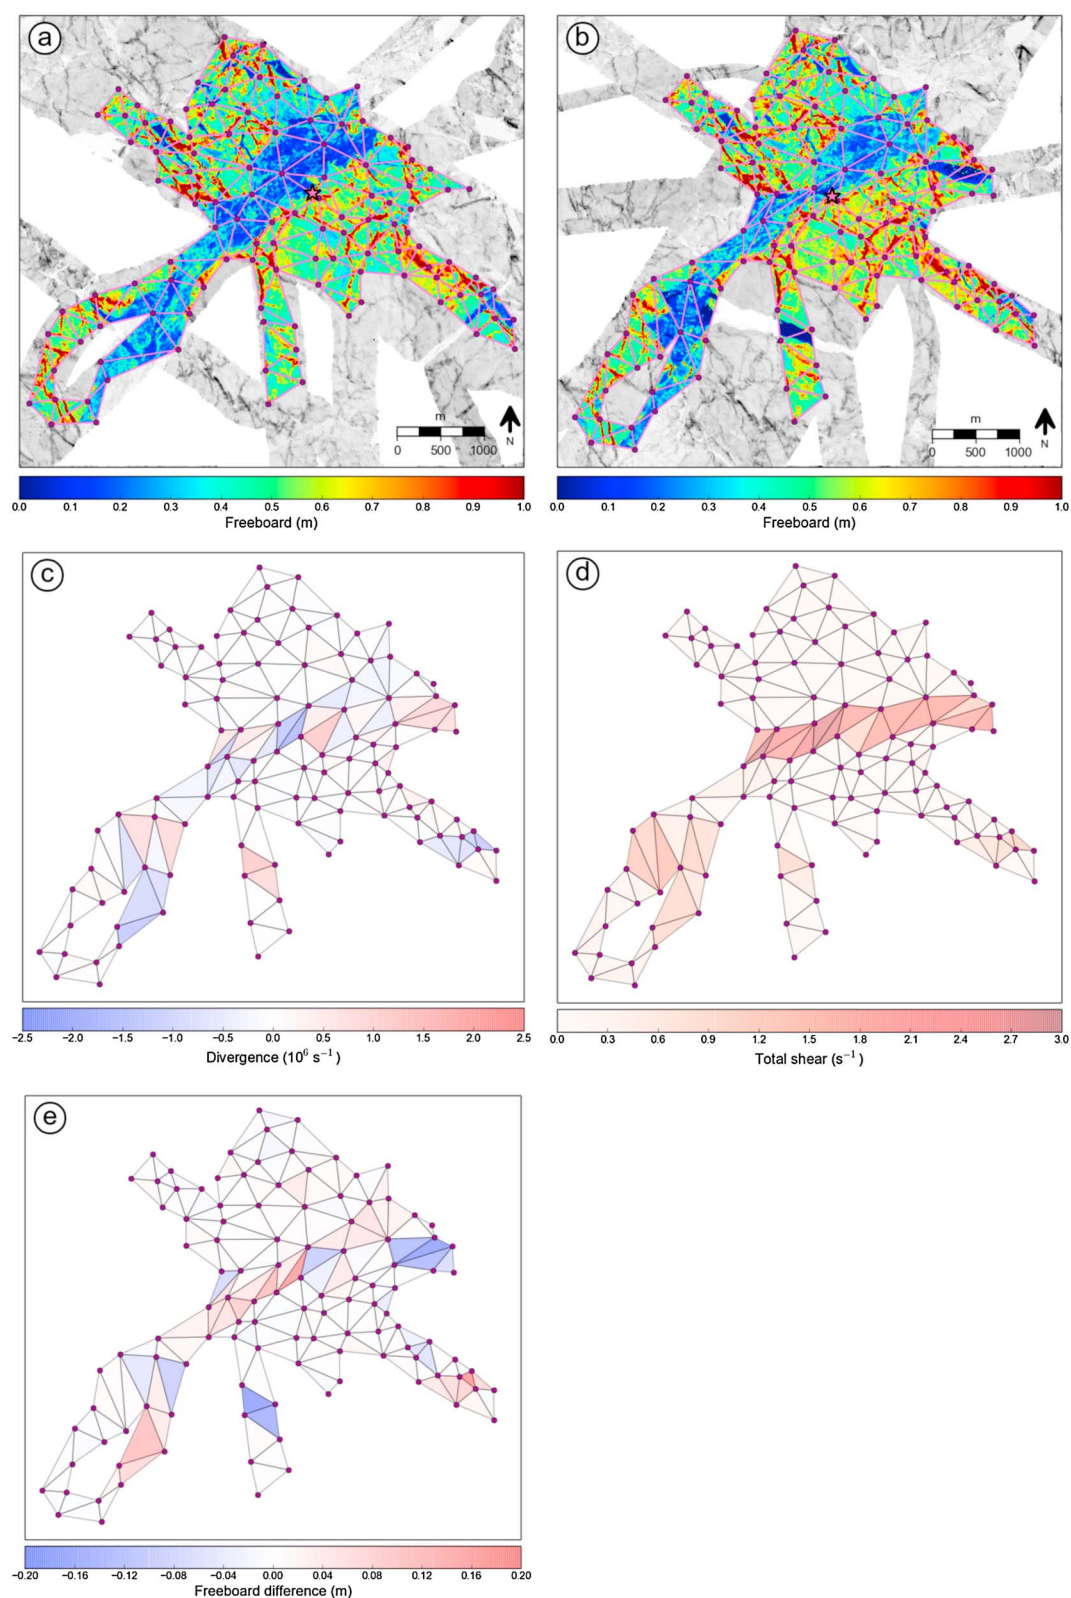 a
b
m
0 500 1000
N
m
0 500 1000
N
0.0 0.1 0.2 0.3 0.4 0.5 0.6 0.7 0.8 0.9 1.0
Freeboard (m)
0.0 0.1 0.2 0.3 0.4 0.5 0.6 0.7 0.8 0.9 1.0
Freeboard (m)
c
d
−2.5 −2.0 −1.5 −1.0 −0.5 0.0 0.5 1.0 1.5 2.0 2.5
Divergence (10⁶ s⁻¹)
0.0 0.3 0.6 0.9 1.2 1.5 1.8 2.1 2.4 2.7 3.0
Total shear (s⁻¹)
e
−0.20 −0.16 −0.12 −0.08 −0.04 0.00 0.04 0.08 0.12 0.16 0.20
Freeboard difference (m)